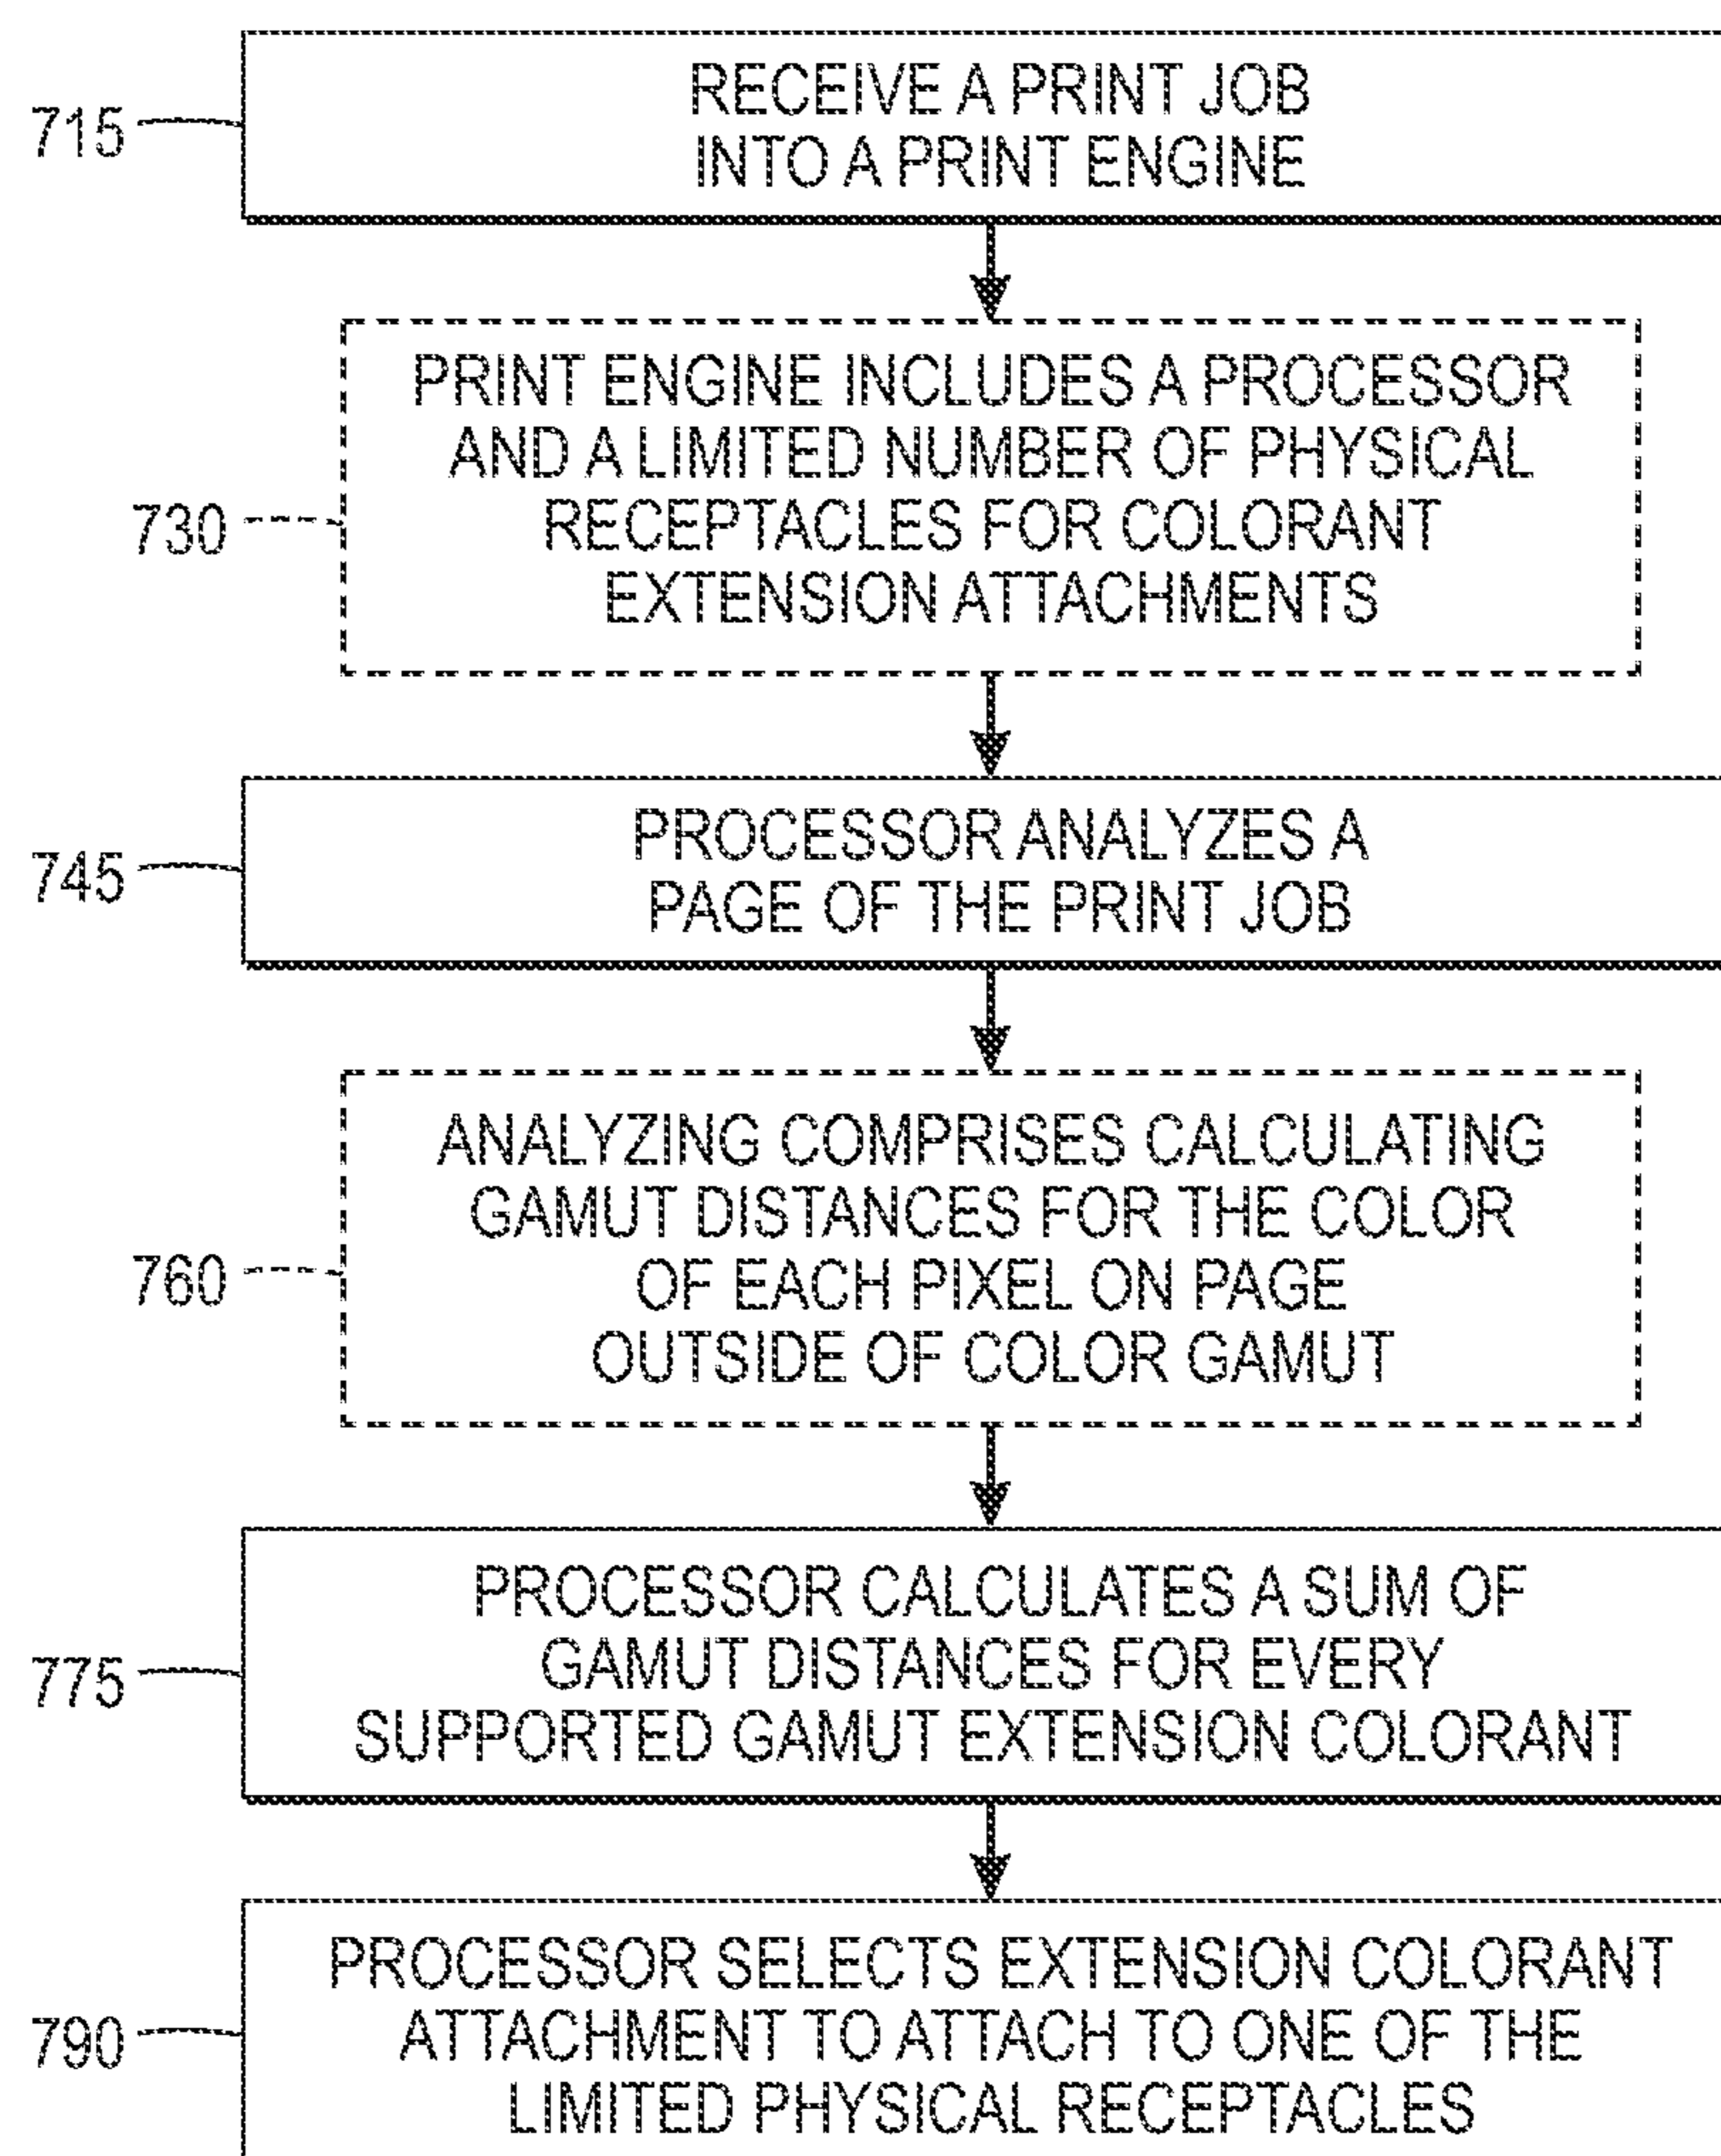 RECEIVE A PRINT JOB
INTO A PRINT ENGINE
715
PRINT ENGINE INCLUDES A PROCESSOR
AND A LIMITED NUMBER OF PHYSICAL
RECEPTACLES FOR COLORANT
EXTENSION ATTACHMENTS
730
PROCESSOR ANALYZES A
PAGE OF THE PRINT JOB
745
ANALYZING COMPRISES CALCULATING
GAMUT DISTANCES FOR THE COLOR
OF EACH PIXEL ON PAGE
OUTSIDE OF COLOR GAMUT
760
PROCESSOR CALCULATES A SUM OF
GAMUT DISTANCES FOR EVERY
SUPPORTED GAMUT EXTENSION COLORANT
775
PROCESSOR SELECTS EXTENSION COLORANT
ATTACHMENT TO ATTACH TO ONE OF THE
LIMITED PHYSICAL RECEPTACLES
790